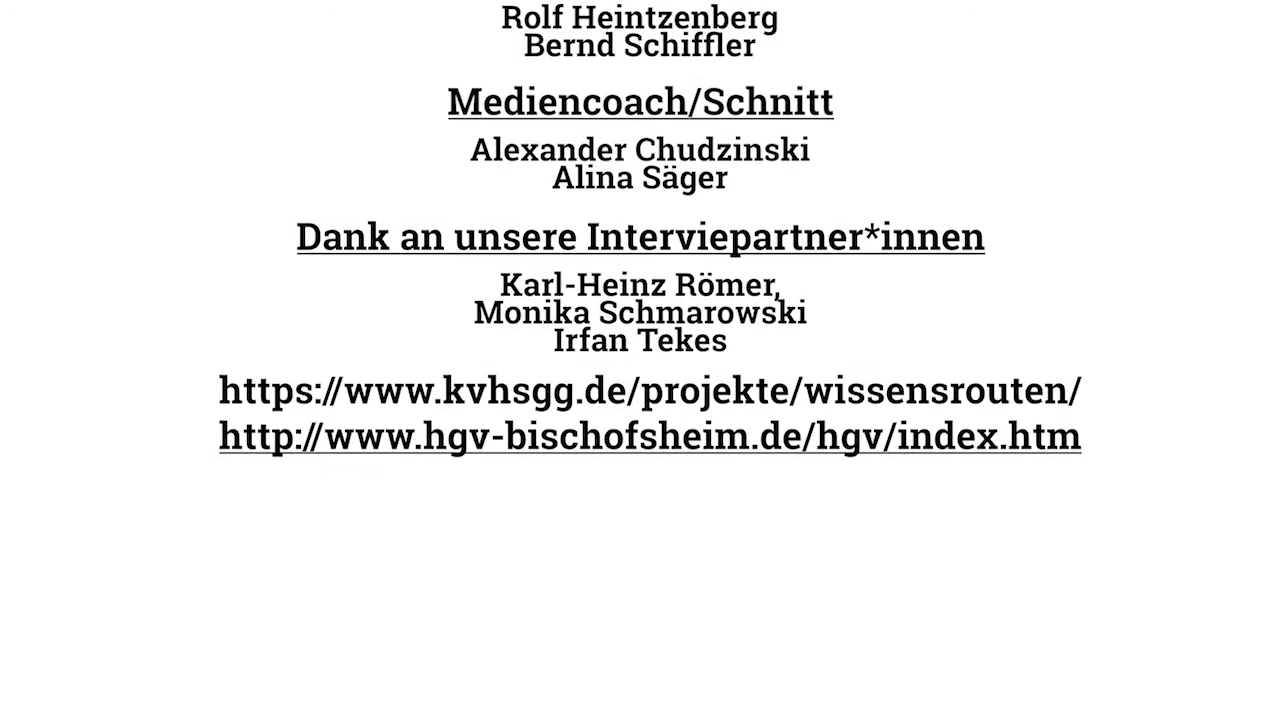 Rolf Heintzenberg
Bernd Schiffler
Mediencoach/Schnitt
Alexander Chudzinski
Alina Säger
Dank an unsere Interviepartner*innen
Karl-Heinz Römer,
Monika Schmarowski
Irfan Tekes
https://www.kvhsgg.de/projekte/wissensrouten/
http://www.hgv-bischofsheim.de/hgv/index.htm